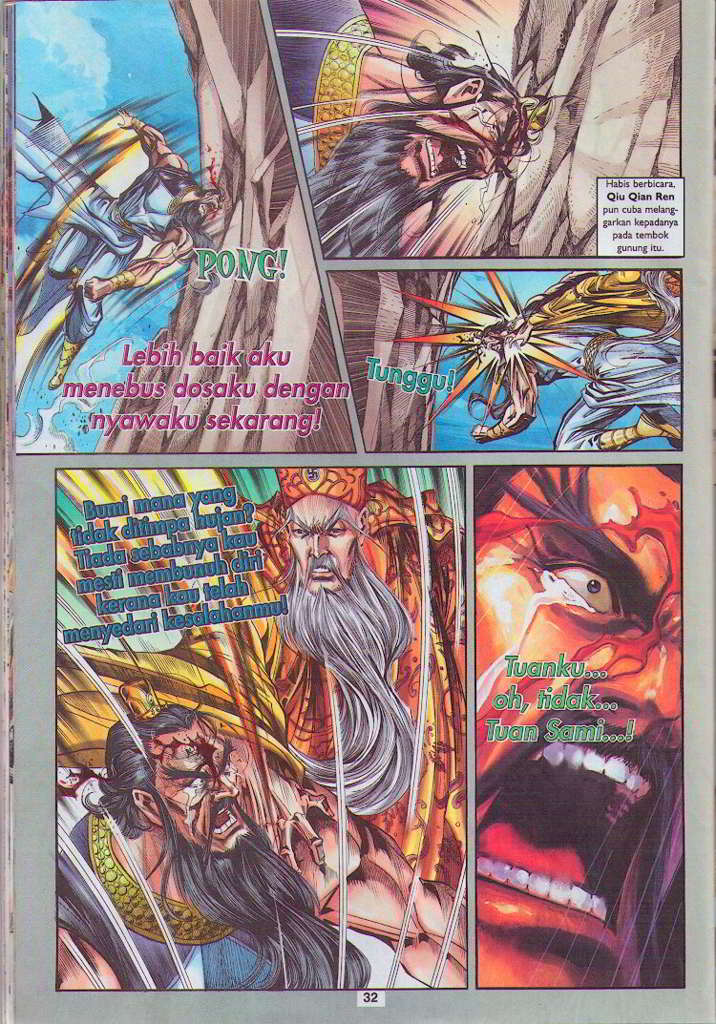 Habis berbicara,
Qiu Qian Ren
pun cuba melang-
garkan kepadanya
pada tembok
gunung itu.
PONG!
Lebih baik aku
menebus dosaku dengan
nyawaku sekarang!
Tunggu!
Bumi mana yang
tidak ditimpa hujan?
Tiada sebabnya kau
mesti membunuh diri
kerana kau telah
menyedari kesalahanmu!
Tuanku...
oh, tidak...
Tuan Sami...!
32